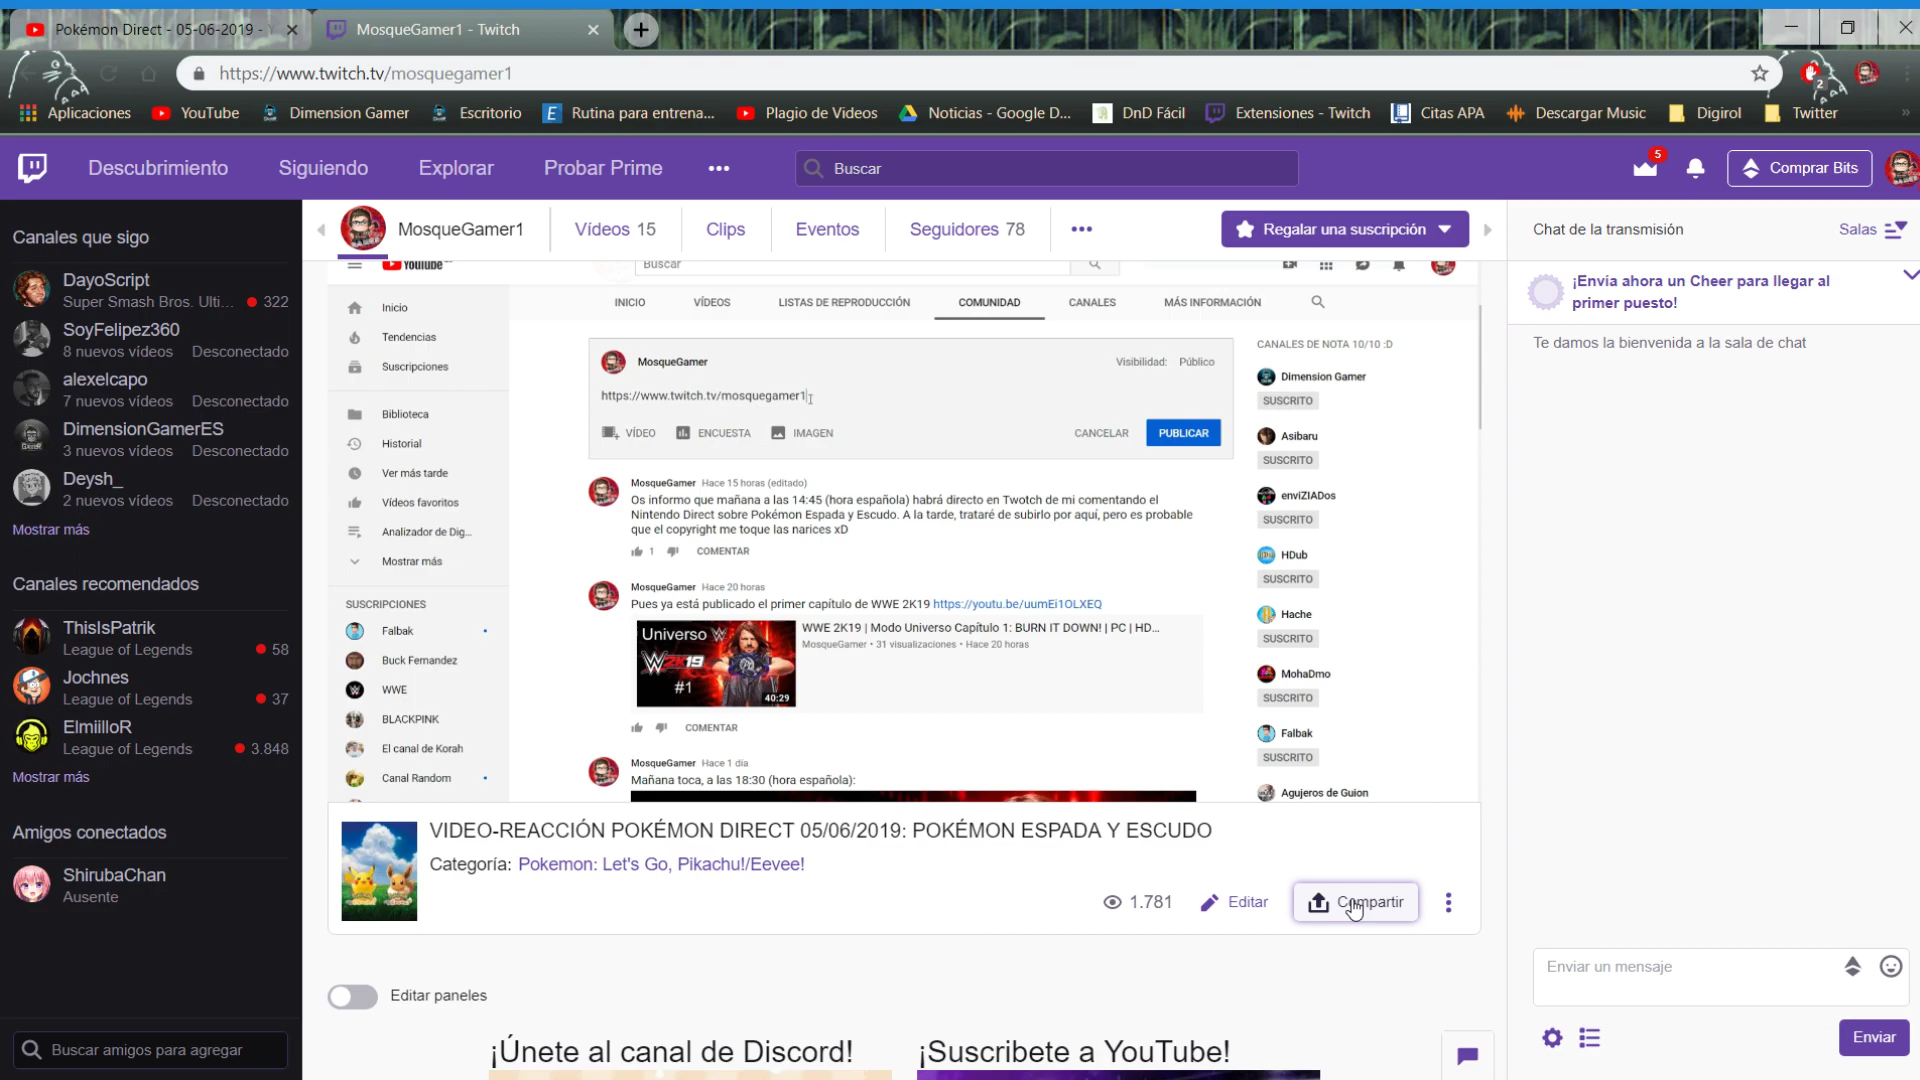 Pokémon Direct - 05-06-2019 - Y
MosqueGamer1 - Twitch
https://www.twitch.tv/mosquegamer1
2
Aplicaciones
YouTube
Dimension Gamer
Escritorio
Rutina para entrena...
Plagio de Videos
Noticias - Google D...
DnD Fácil
Extensiones - Twitch
Citas APA
Descargar Music
Digirol
Twitter
»
Descubrimiento
Siguiendo
Explorar
Probar Prime
•••
Buscar
5
Comprar Bits
Canales que sigo
DayoScript
Super Smash Bros. Ulti...
322
SoyFelipez360
8 nuevos vídeos
Desconectado
alexelcapo
7 nuevos vídeos
Desconectado
DimensionGamerES
3 nuevos vídeos
Desconectado
Deysh_
2 nuevos vídeos
Desconectado
Mostrar más
Canales recomendados
ThisIsPatrik
League of Legends
58
Jochnes
League of Legends
37
ElmiilloR
League of Legends
3.848
Mostrar más
Amigos conectados
ShirubaChan
Ausente
Buscar amigos para agregar
MosqueGamer1
Vídeos 15
Clips
Eventos
Seguidores 78
•••
Regalar una suscripción
YouTube
Buscar
Inicio
Tendencias
Suscripciones
Biblioteca
Historial
Ver más tarde
Vídeos favoritos
Analizador de Dig...
Mostrar más
SUSCRIPCIONES
Falbak
Buck Fernandez
WWE
BLACKPINK
El canal de Korah
Canal Random
INICIO
VÍDEOS
LISTAS DE REPRODUCCIÓN
COMUNIDAD
CANALES
MÁS INFORMACIÓN
MosqueGamer
Visibilidad: Público
https://www.twitch.tv/mosquegamer1
VÍDEO
ENCUESTA
IMAGEN
CANCELAR
PUBLICAR
MosqueGamer Hace 15 horas (editado)
Os informo que mañana a las 14:45 (hora española) habrá directo en Twotch de mi comentando el
Nintendo Direct sobre Pokémon Espada y Escudo. A la tarde, trataré de subirlo por aquí, pero es probable
que el copyright me toque las narices xD
1
COMENTAR
MosqueGamer Hace 20 horas
Pues ya está publicado el primer capítulo de WWE 2K19 https://youtu.be/uumEi1OLXEQ
Universo W
2K19
#1
40:29
WWE 2K19 | Modo Universo Capítulo 1: BURN IT DOWN! | PC | HD...
MosqueGamer • 31 visualizaciones • Hace 20 horas
COMENTAR
MosqueGamer Hace 1 día
Mañana toca, a las 18:30 (hora española):
CANALES DE NOTA 10/10 :D
Dimension Gamer
SUSCRITO
Asibaru
SUSCRITO
enviZIADos
SUSCRITO
HDub
SUSCRITO
Hache
SUSCRITO
MohaDmo
SUSCRITO
Falbak
SUSCRITO
Agujeros de Guion
VIDEO-REACCIÓN POKÉMON DIRECT 05/06/2019: POKÉMON ESPADA Y ESCUDO
Categoría: Pokemon: Let's Go, Pikachu!/Eevee!
1.781
Editar
Compartir
Editar paneles
¡Únete al canal de Discord!
¡Suscribete a YouTube!
Chat de la transmisión
Salas
¡Envía ahora un Cheer para llegar al
primer puesto!
Te damos la bienvenida a la sala de chat
Enviar un mensaje
Enviar